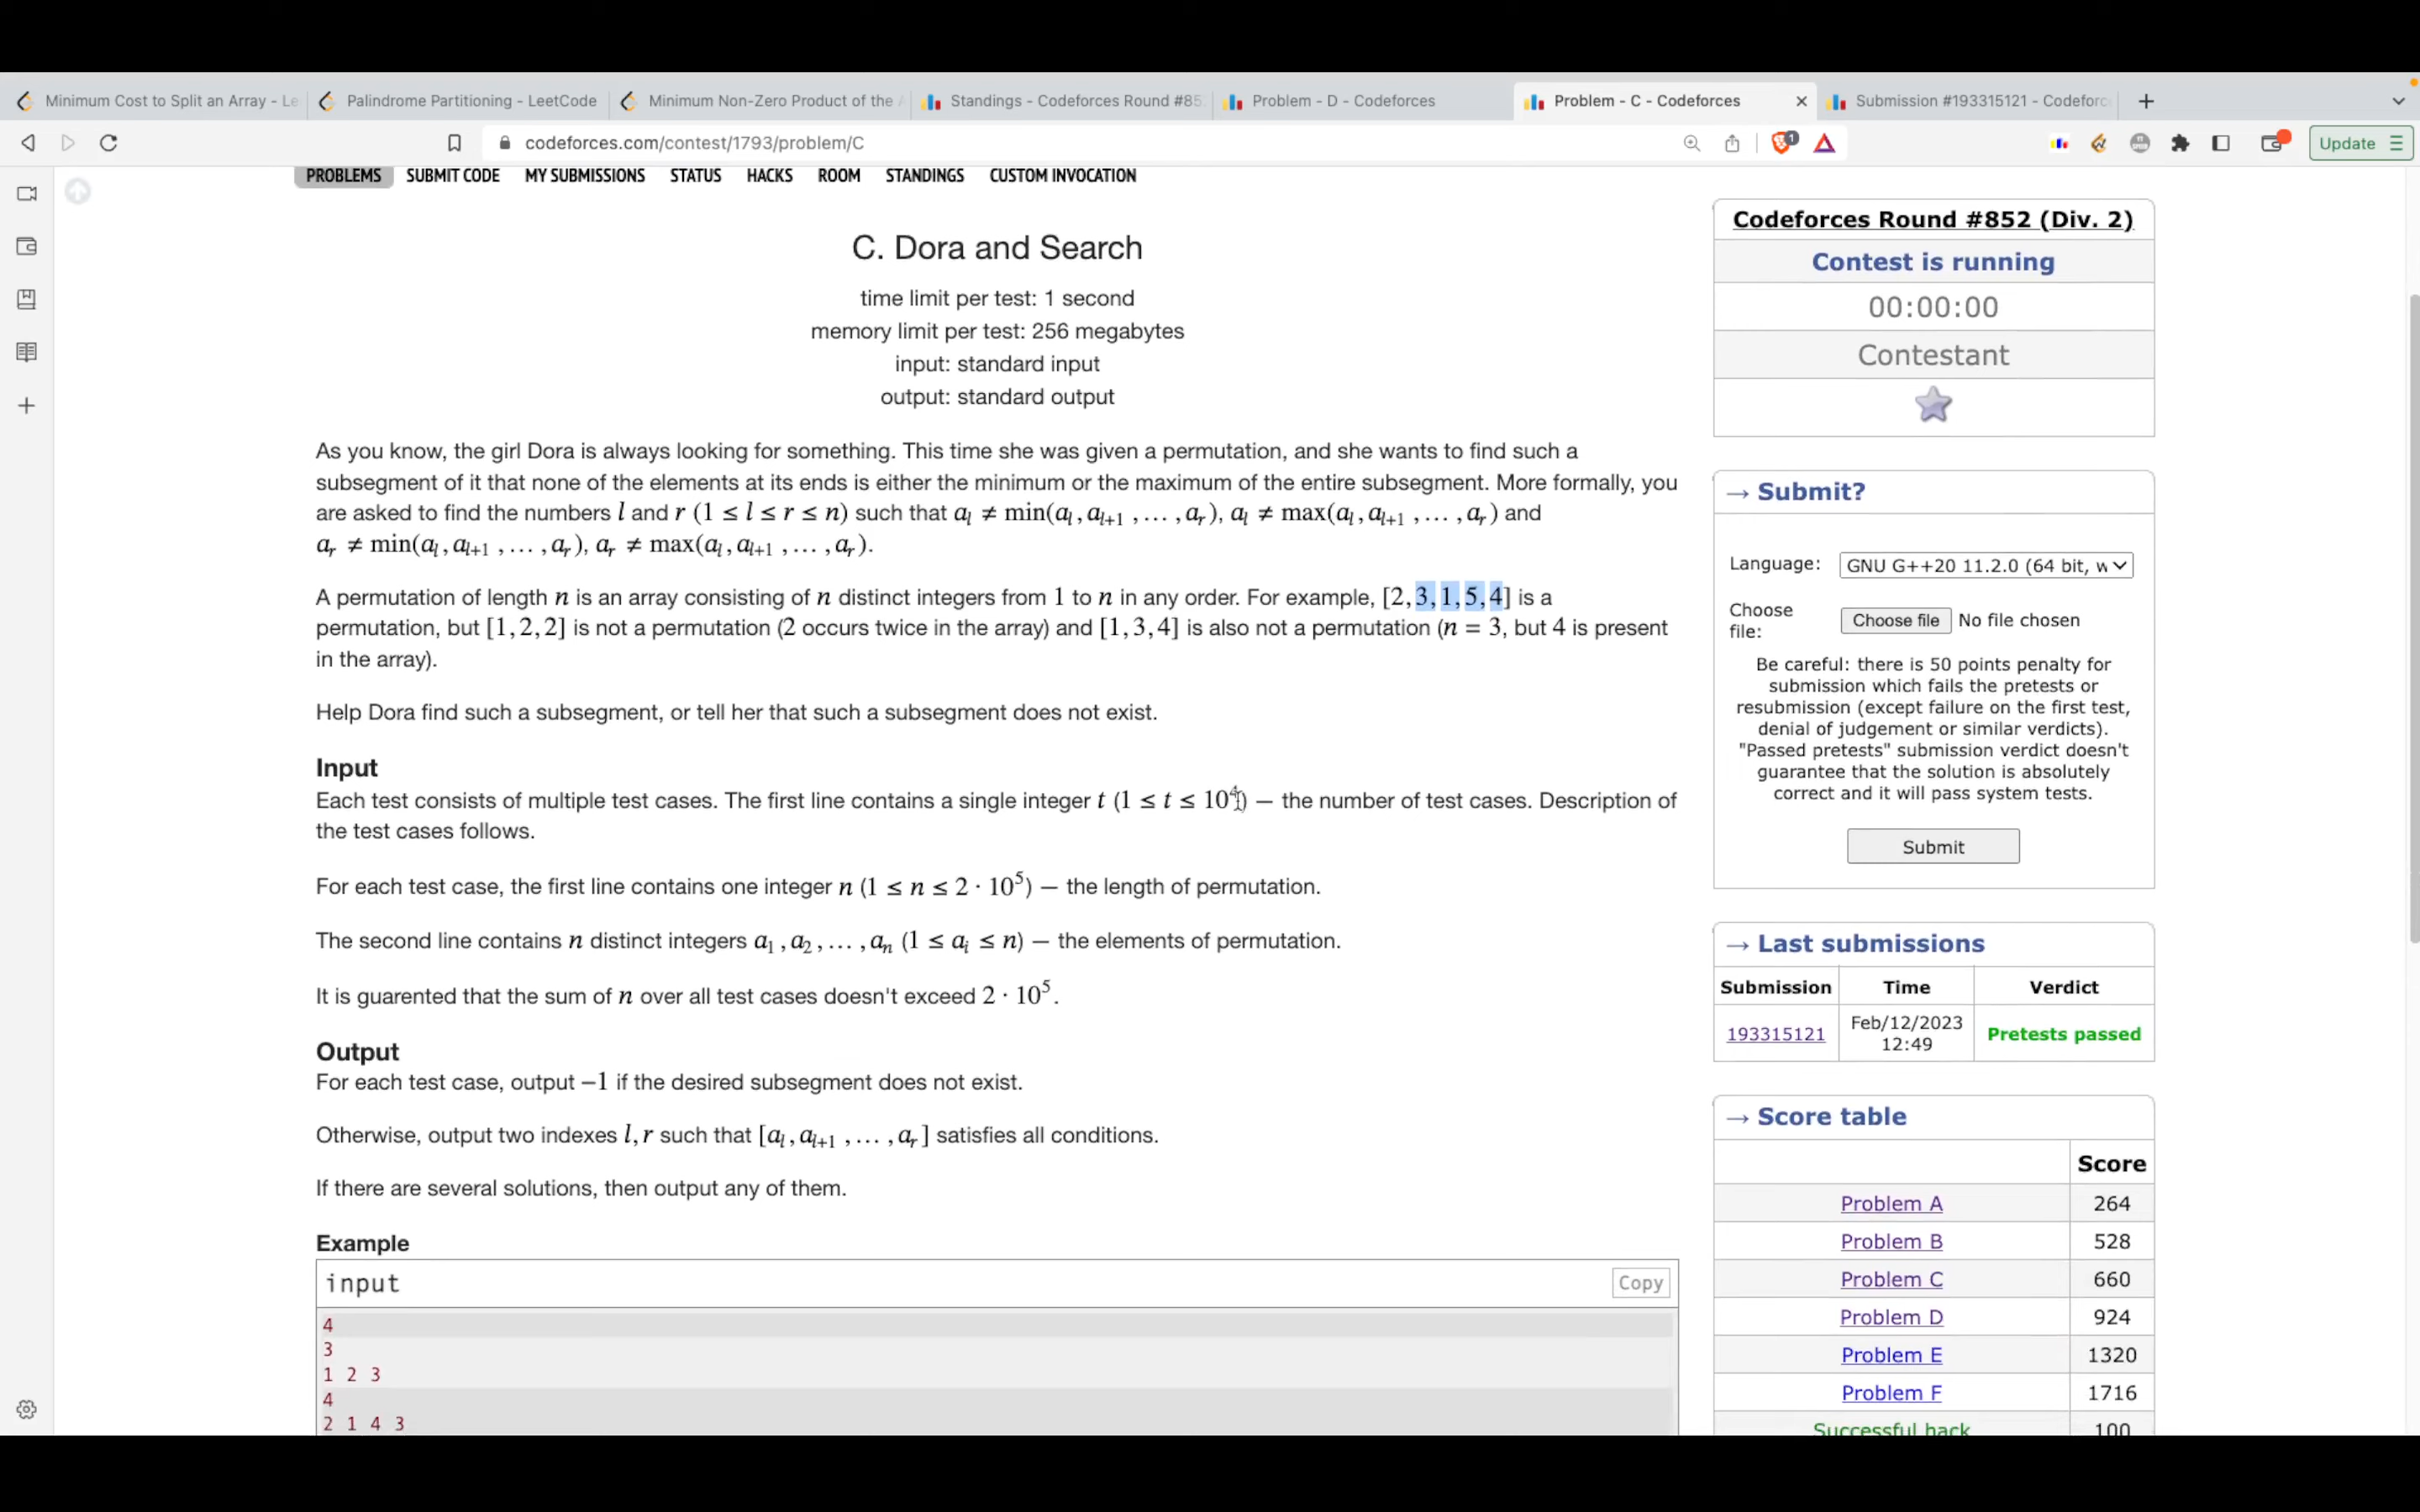 Minimum Cost to Split an Array - Le
Palindrome Partitioning - LeetCode
Minimum Non-Zero Product of the A
Standings - Codeforces Round #85
Problem - D - Codeforces
Problem - C - Codeforces
Submission #193315121 - Codeforc
codeforces.com/contest/1793/problem/C
1
Update
PROBLEMS SUBMIT CODE MY SUBMISSIONS STATUS HACKS ROOM STANDINGS CUSTOM INVOCATION
C. Dora and Search
time limit per test: 1 second
memory limit per test: 256 megabytes
input: standard input
output: standard output
As you know, the girl Dora is always looking for something. This time she was given a permutation, and she wants to find such a
subsegment of it that none of the elements at its ends is either the minimum or the maximum of the entire subsegment. More formally, you
are asked to find the numbers l and r (1 ≤ l ≤ r ≤ n) such that a_l ≠ min(a_l, a_{l+1}, …, a_r), a_l ≠ max(a_l, a_{l+1}, …, a_r) and
a_r ≠ min(a_l, a_{l+1}, …, a_r), a_r ≠ max(a_l, a_{l+1}, …, a_r).
A permutation of length n is an array consisting of n distinct integers from 1 to n in any order. For example, [2, 3, 1, 5, 4] is a
permutation, but [1, 2, 2] is not a permutation (2 occurs twice in the array) and [1, 3, 4] is also not a permutation (n = 3, but 4 is present
in the array).
Help Dora find such a subsegment, or tell her that such a subsegment does not exist.
Input
Each test consists of multiple test cases. The first line contains a single integer t (1 ≤ t ≤ 10⁴) — the number of test cases. Description of
the test cases follows.
For each test case, the first line contains one integer n (1 ≤ n ≤ 2 · 10⁵) — the length of permutation.
The second line contains n distinct integers a₁, a₂, …, a_n (1 ≤ a_i ≤ n) — the elements of permutation.
It is guarented that the sum of n over all test cases doesn't exceed 2 · 10⁵.
Output
For each test case, output −1 if the desired subsegment does not exist.
Otherwise, output two indexes l, r such that [a_l, a_{l+1}, …, a_r] satisfies all conditions.
If there are several solutions, then output any of them.
Example
input
Copy
4
3
1 2 3
4
2 1 4 3
Codeforces Round #852 (Div. 2)
Contest is running
00:00:00
Contestant
→ Submit?
Language: GNU G++20 11.2.0 (64 bit, w
Choose file: Choose file No file chosen
Be careful: there is 50 points penalty for
submission which fails the pretests or
resubmission (except failure on the first test,
denial of judgement or similar verdicts).
"Passed pretests" submission verdict doesn't
guarantee that the solution is absolutely
correct and it will pass system tests.
Submit
→ Last submissions
Submission Time Verdict
193315121 Feb/12/2023 12:49 Pretests passed
→ Score table
Score
Problem A 264
Problem B 528
Problem C 660
Problem D 924
Problem E 1320
Problem F 1716
Successful hack 100